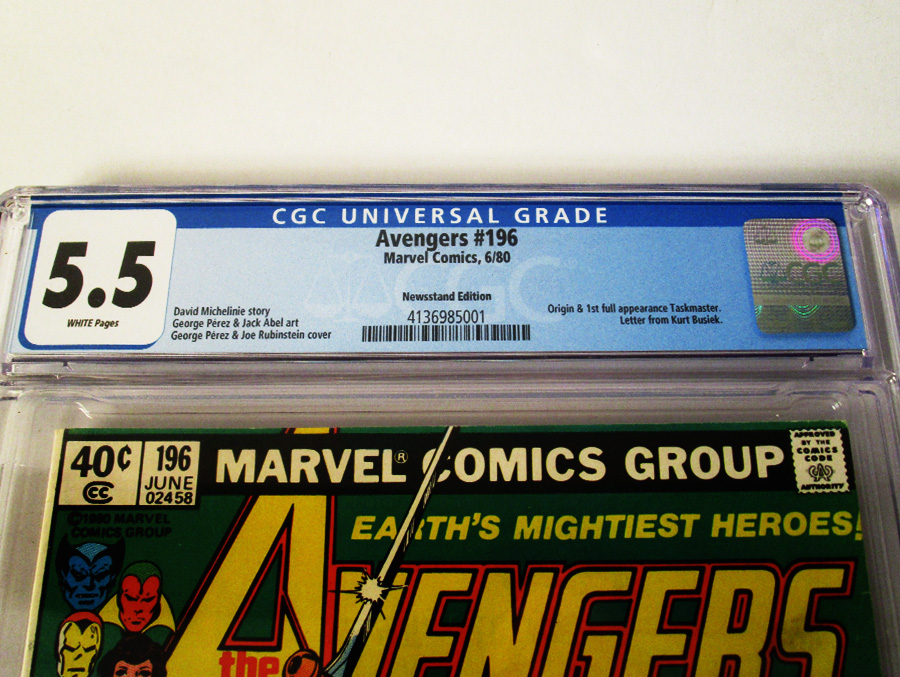 CGC UNIVERSAL GRADE
5.5
WHITE Pages
Avengers #196
Marvel Comics, 6/80
Newsstand Edition
4136985001
David Michelinie story
George Pérez & Jack Abel art
George Pérez & Joe Rubinstein cover
Origin & 1st full appearance Taskmaster.
Letter from Kurt Busiek.
CGC
CGC
40¢
CC
196
JUNE
02458
MARVEL® COMICS GROUP
APPROVED
BY THE
COMICS
CODE
AUTHORITY
©1980 MARVEL
COMICS GROUP
EARTH'S MIGHTIEST HEROES!
the
AVENGERS